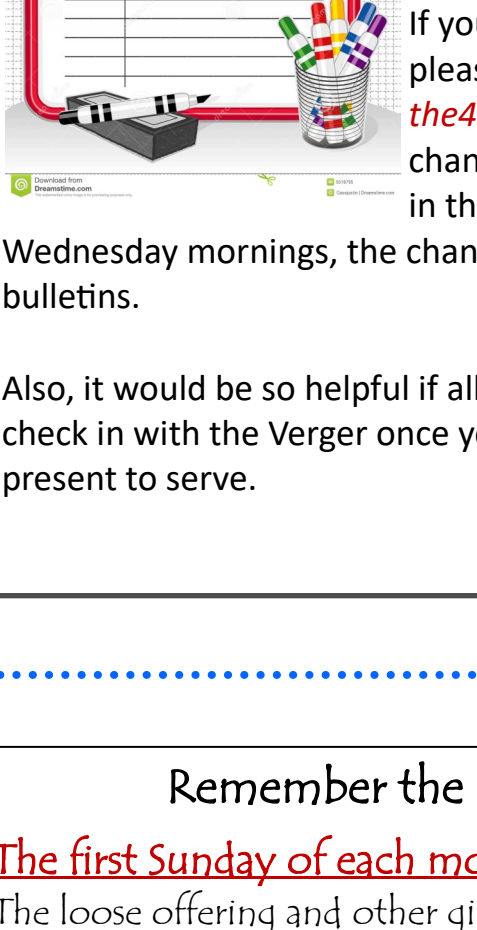 If you
pleas
the4
chan
in th
Download from
Dreamstime.com
Wednesday mornings, the chan
bulletins.
Also, it would be so helpful if all
check in with the Verger once yo
present to serve.
Remember the
The first Sunday of each mo
The loose offering and other gi